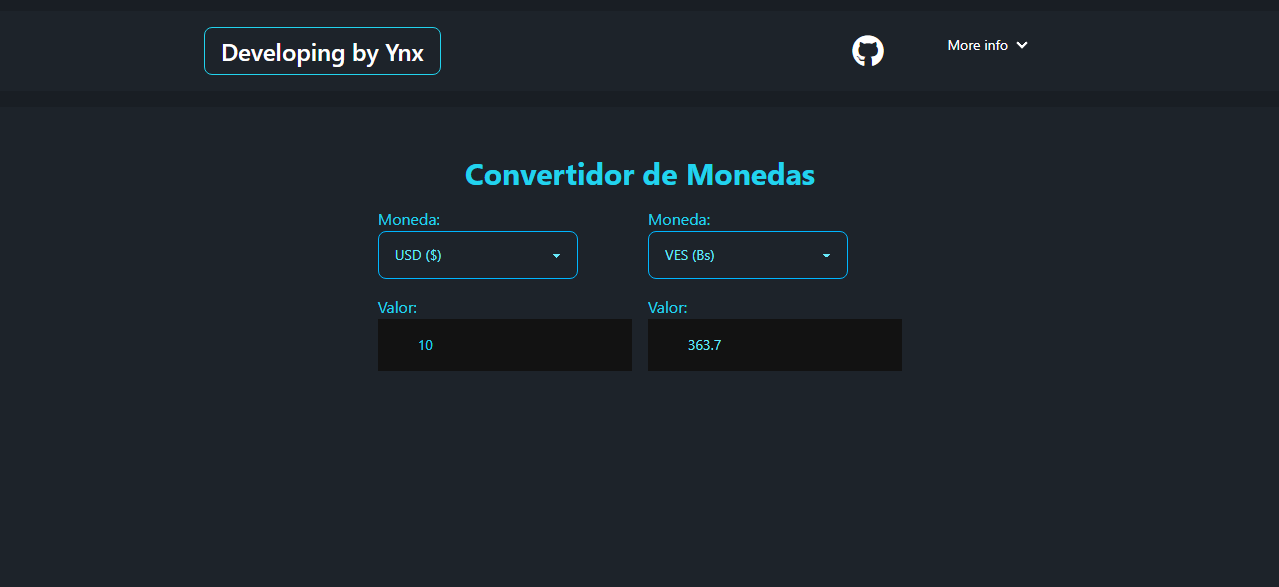 Developing by Ynx
More info
Convertidor de Monedas
Moneda: Moneda:
USD ($) VES (Bs)
Valor: Valor:
10 363.7